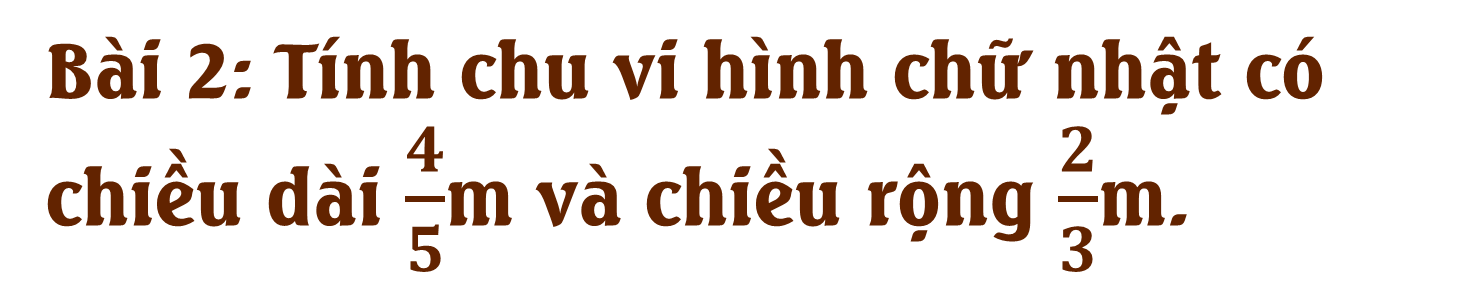 Bài 2: Tính chu vi hình chữ nhật có
chiều dài 4/5m và chiều rộng 2/3m.